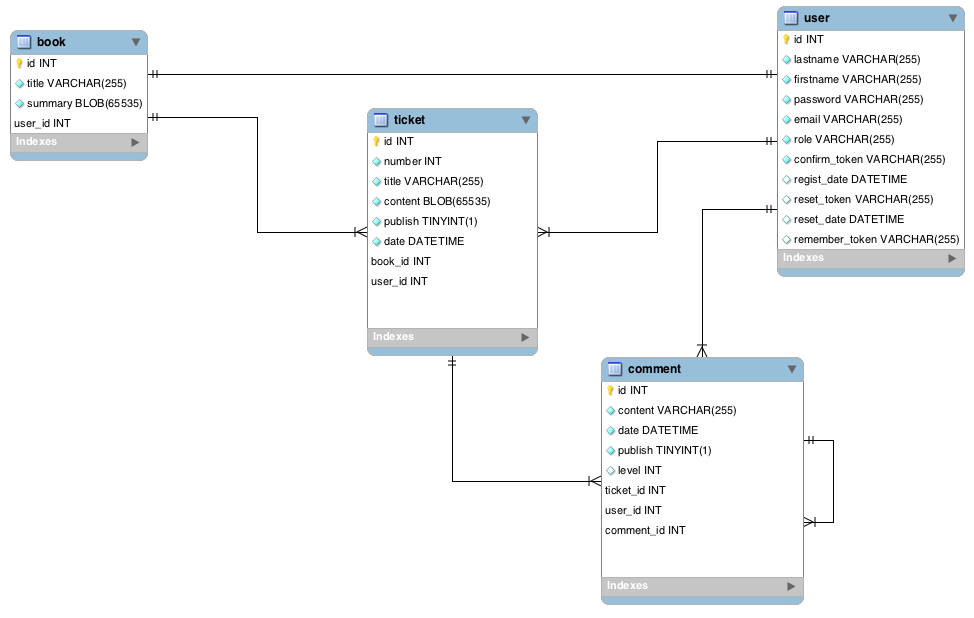 book
id INT
title VARCHAR(255)
summary BLOB(65535)
user_id INT
Indexes
ticket
id INT
number INT
title VARCHAR(255)
content BLOB(65535)
publish TINYINT(1)
date DATETIME
book_id INT
user_id INT
Indexes
user
id INT
lastname VARCHAR(255)
firstname VARCHAR(255)
password VARCHAR(255)
email VARCHAR(255)
role VARCHAR(255)
confirm_token VARCHAR(255)
regist_date DATETIME
reset_token VARCHAR(255)
reset_date DATETIME
remember_token VARCHAR(255)
Indexes
comment
id INT
content VARCHAR(255)
date DATETIME
publish TINYINT(1)
level INT
ticket_id INT
user_id INT
comment_id INT
Indexes